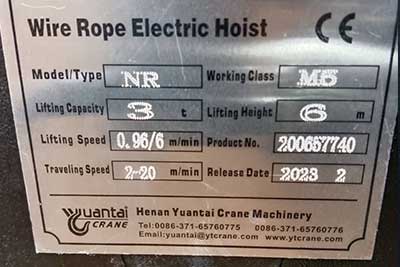 Wire Rope Electric Hoist CE
Model/Type NR Working Class M5
Lifting Capacity 3 t Lifting Height 6 m
Lifting Speed 0.96/6 m/min Product No. 200657740
Traveling Speed 2-20 m/min Release Date 2023 2
Yuantai CRANE
Henan Yuantai Crane Machinery
Tel:0086-371-65760775 0086-371-65760776
Email:yuantai@ytcrane.com www.ytcrane.com